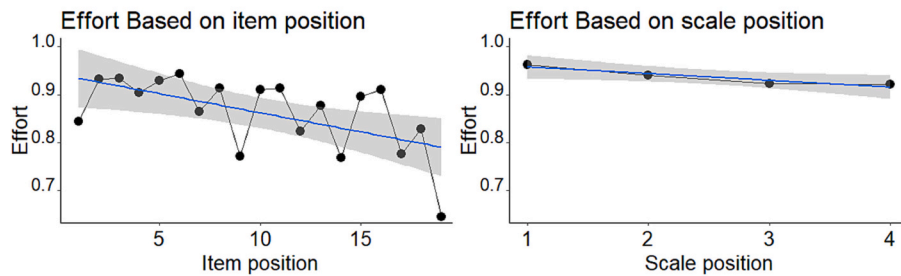 Effort Based on item position
1.0
0.9
0.8
0.7
Effort
5 10 15
Item position
Effort Based on scale position
1.0
0.9
0.8
0.7
Effort
1 2 3 4
Scale position